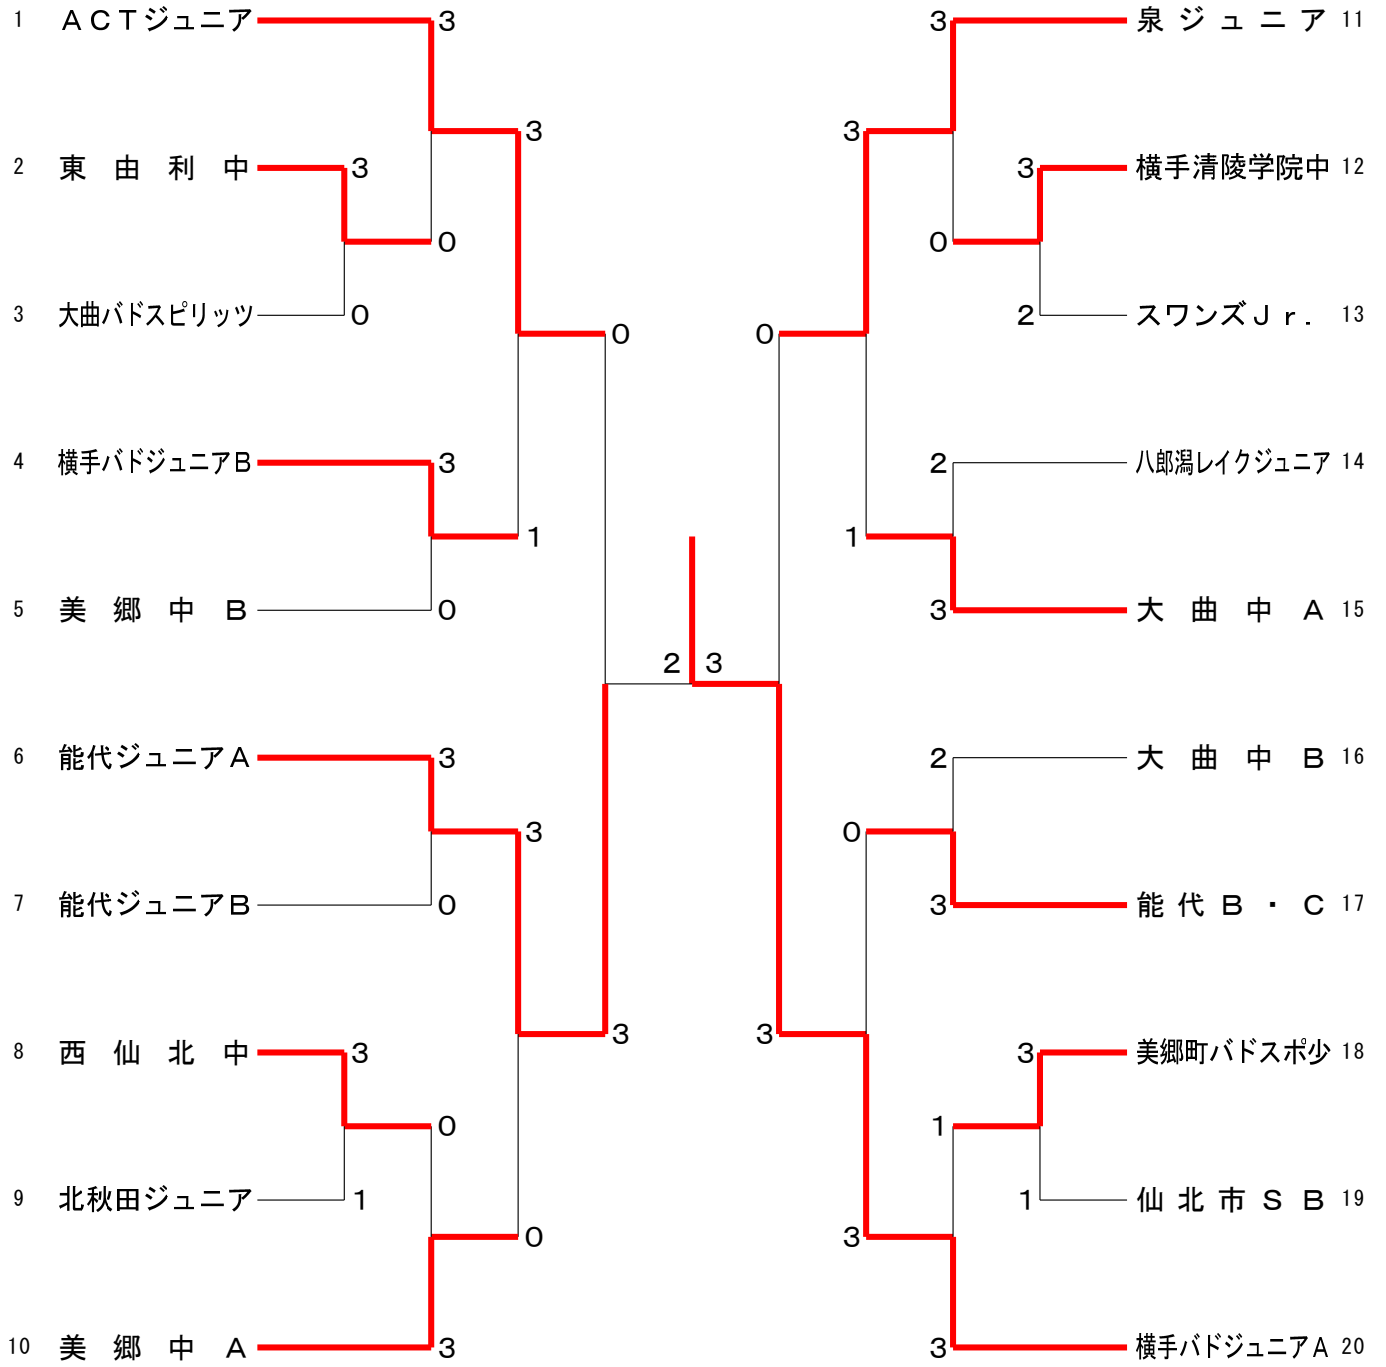 1 ACTジュニア 3 3 泉ジュニア 11
3 3
2 東由利中 3 3 横手清陵学院中 12
0 0
3 大曲バドスピリッツ 0 2 スワンズJr. 13
0 0
4 横手バドジュニアB 3 2 八郎潟レイクジュニア 14
1 1
5 美郷中B 0 3 大曲中A 15
2 3
6 能代ジュニアA 3 2 大曲中B 16
3 0
7 能代ジュニアB 0 3 能代B・C 17
3 3
8 西仙北中 3 3 美郷町バドスポ少 18
0 1
9 北秋田ジュニア 1 1 仙北市SB 19
0 3
10 美郷中A 3 3 横手バドジュニアA 20